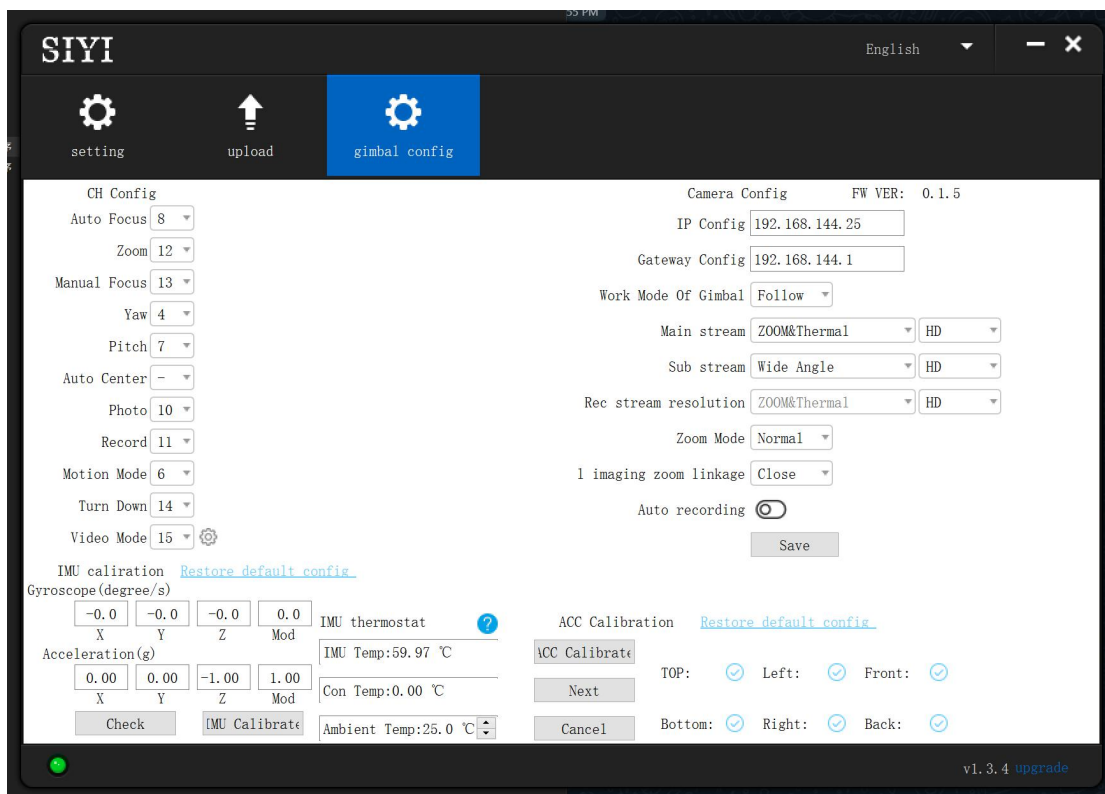 55 PM
SIYI
English
setting
upload
gimbal config
CH Config
Auto Focus 8
Zoom 12
Manual Focus 13
Yaw 4
Pitch 7
Auto Center -
Photo 10
Record 11
Motion Mode 6
Turn Down 14
Video Mode 15
Camera Config FW VER: 0.1.5
IP Config 192.168.144.25
Gateway Config 192.168.144.1
Work Mode Of Gimbal Follow
Main stream ZOOM&Thermal HD
Sub stream Wide Angle HD
Rec stream resolution ZOOM&Thermal HD
Zoom Mode Normal
l imaging zoom linkage Close
Auto recording
Save
IMU caliration Restore default config
Gyroscope(degree/s)
-0.0 -0.0 -0.0 0.0
X Y Z Mod
Acceleration(g)
0.00 0.00 -1.00 1.00
X Y Z Mod
Check IMU Calibrate
IMU thermostat ?
IMU Temp:59.97 ℃
Con Temp:0.00 ℃
Ambient Temp:25.0 ℃
ACC Calibration Restore default config
ACC Calibrate
Next
Cancel
TOP: Left: Front:
Bottom: Right: Back:
v1.3.4 upgrade